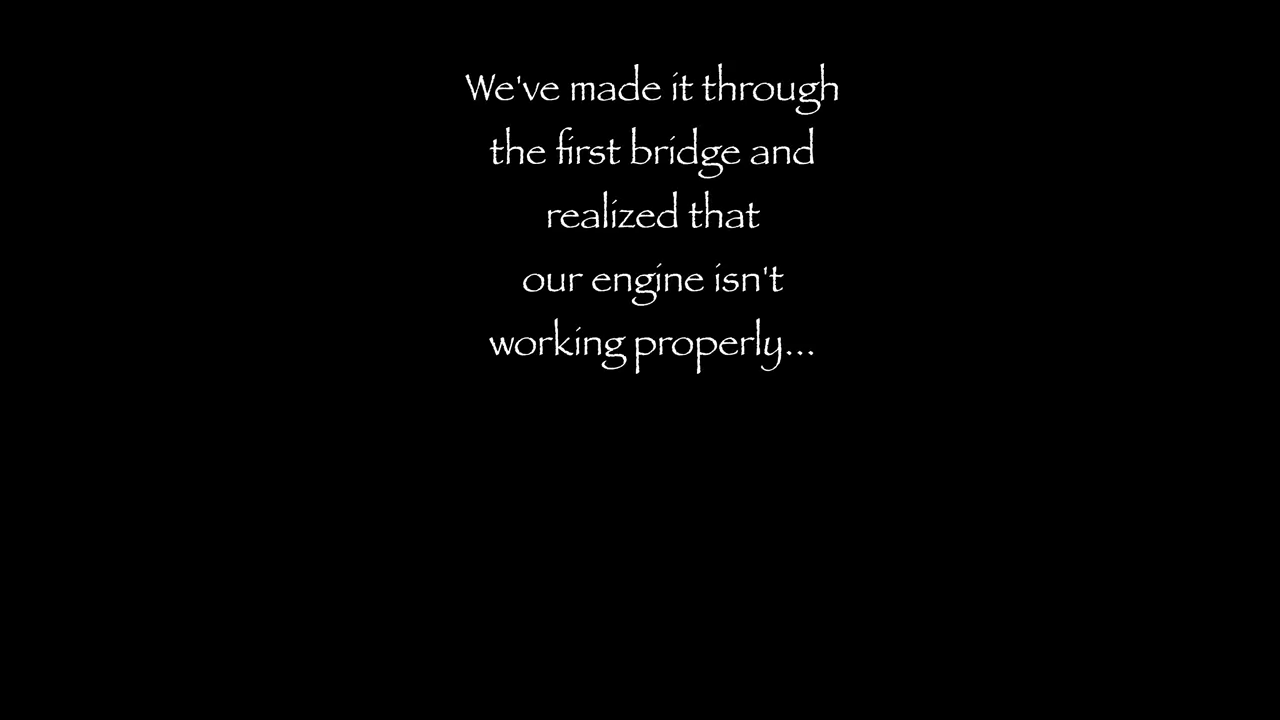 We've made it through
the first bridge and
realized that
our engine isn't
working properly...